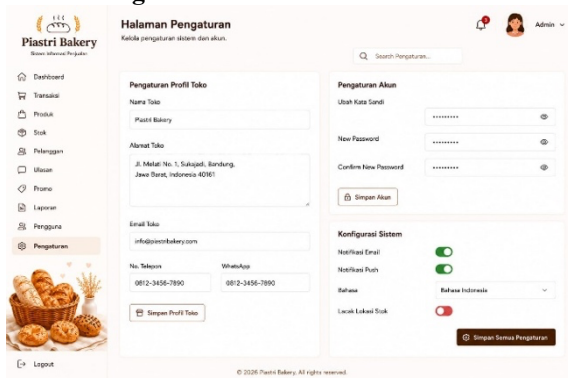 Piastri Bakery
Sistem Informasi Penjualan
Dashboard
Transaksi
Produk
Stok
Pelanggan
Ulasan
Promo
Laporan
Pengguna
Pengaturan
Logout
Halaman Pengaturan
Kelola pengaturan sistem dan akun.
Admin
Search Pengaturan...
Pengaturan Profil Toko
Nama Toko
Piastri Bakery
Alamat Toko
Jl. Melati No. 1, Sukajadi, Bandung,
Jawa Barat, Indonesia 40161
Email Toko
info@piastribakery.com
No. Telepon
WhatsApp
0812-3456-7890
0812-3456-7890
Simpan Profil Toko
Pengaturan Akun
Ubah Kata Sandi
New Password
Confirm New Password
Simpan Akun
Konfigurasi Sistem
Notifikasi Email
Notifikasi Push
Bahasa
Bahasa Indonesia
Lacak Lokasi Stok
Simpan Semua Pengaturan
© 2026 Piastri Bakery. All rights reserved.